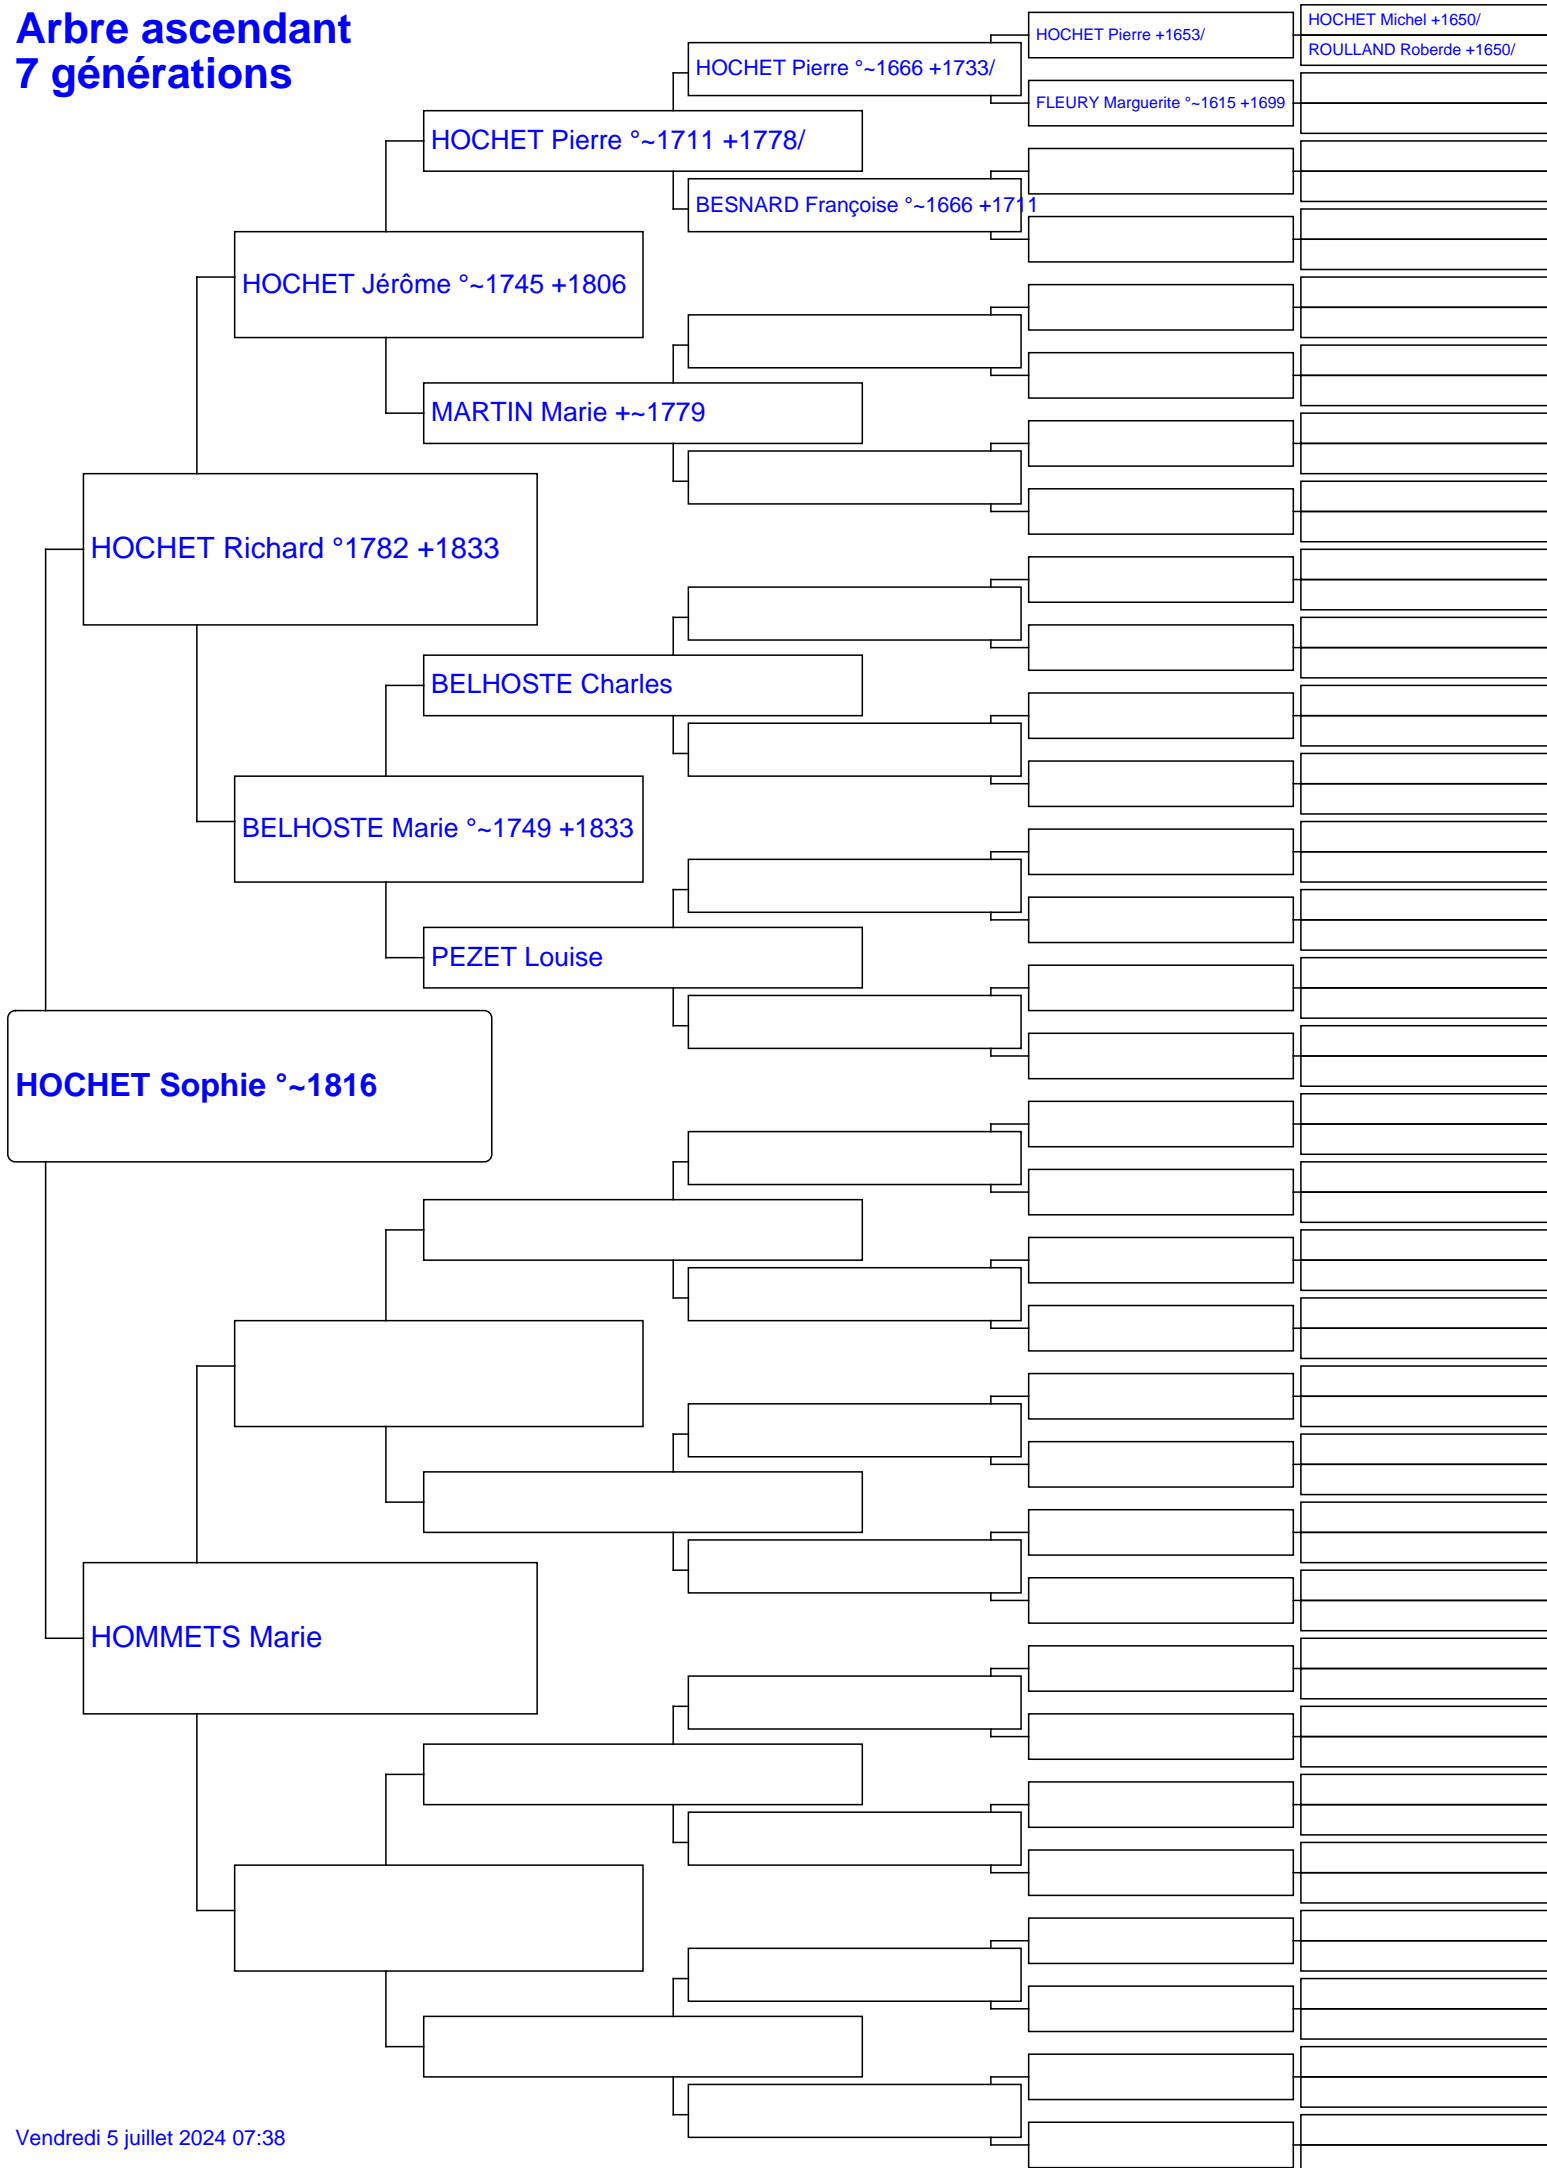 Arbre ascendant
7 générations
HOCHET Michel +1650/
HOCHET Pierre +1653/
ROULLAND Roberde +1650/
HOCHET Pierre °~1666 +1733/
FLEURY Marguerite °~1615 +1699
HOCHET Pierre °~1711 +1778/
BESNARD Françoise °~1666 +1711
HOCHET Jérôme °~1745 +1806
MARTIN Marie +~1779
HOCHET Richard °1782 +1833
BELHOSTE Charles
BELHOSTE Marie °~1749 +1833
PEZET Louise
HOCHET Sophie °~1816
HOMMETS Marie
Vendredi 5 juillet 2024 07:38